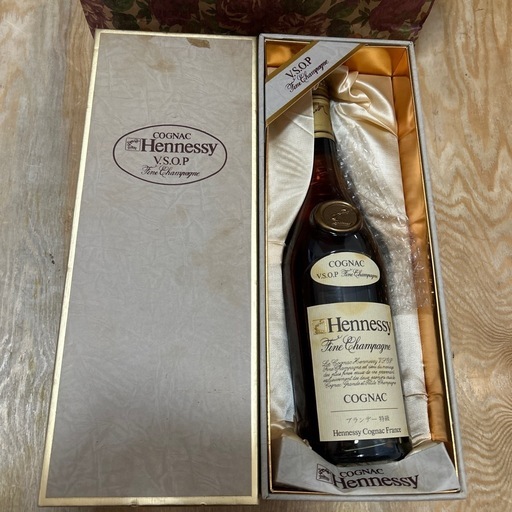 COGNAC
Hennessy
V.S.O.P
Fine Champagne
V.S.O.P
Fine Champagne
COGNAC
V.S.O.P Fine Champagne
Hennessy
Fine Champagne
COGNAC
ブランデー特級
Hennessy Cognac France
COGNAC
Hennessy